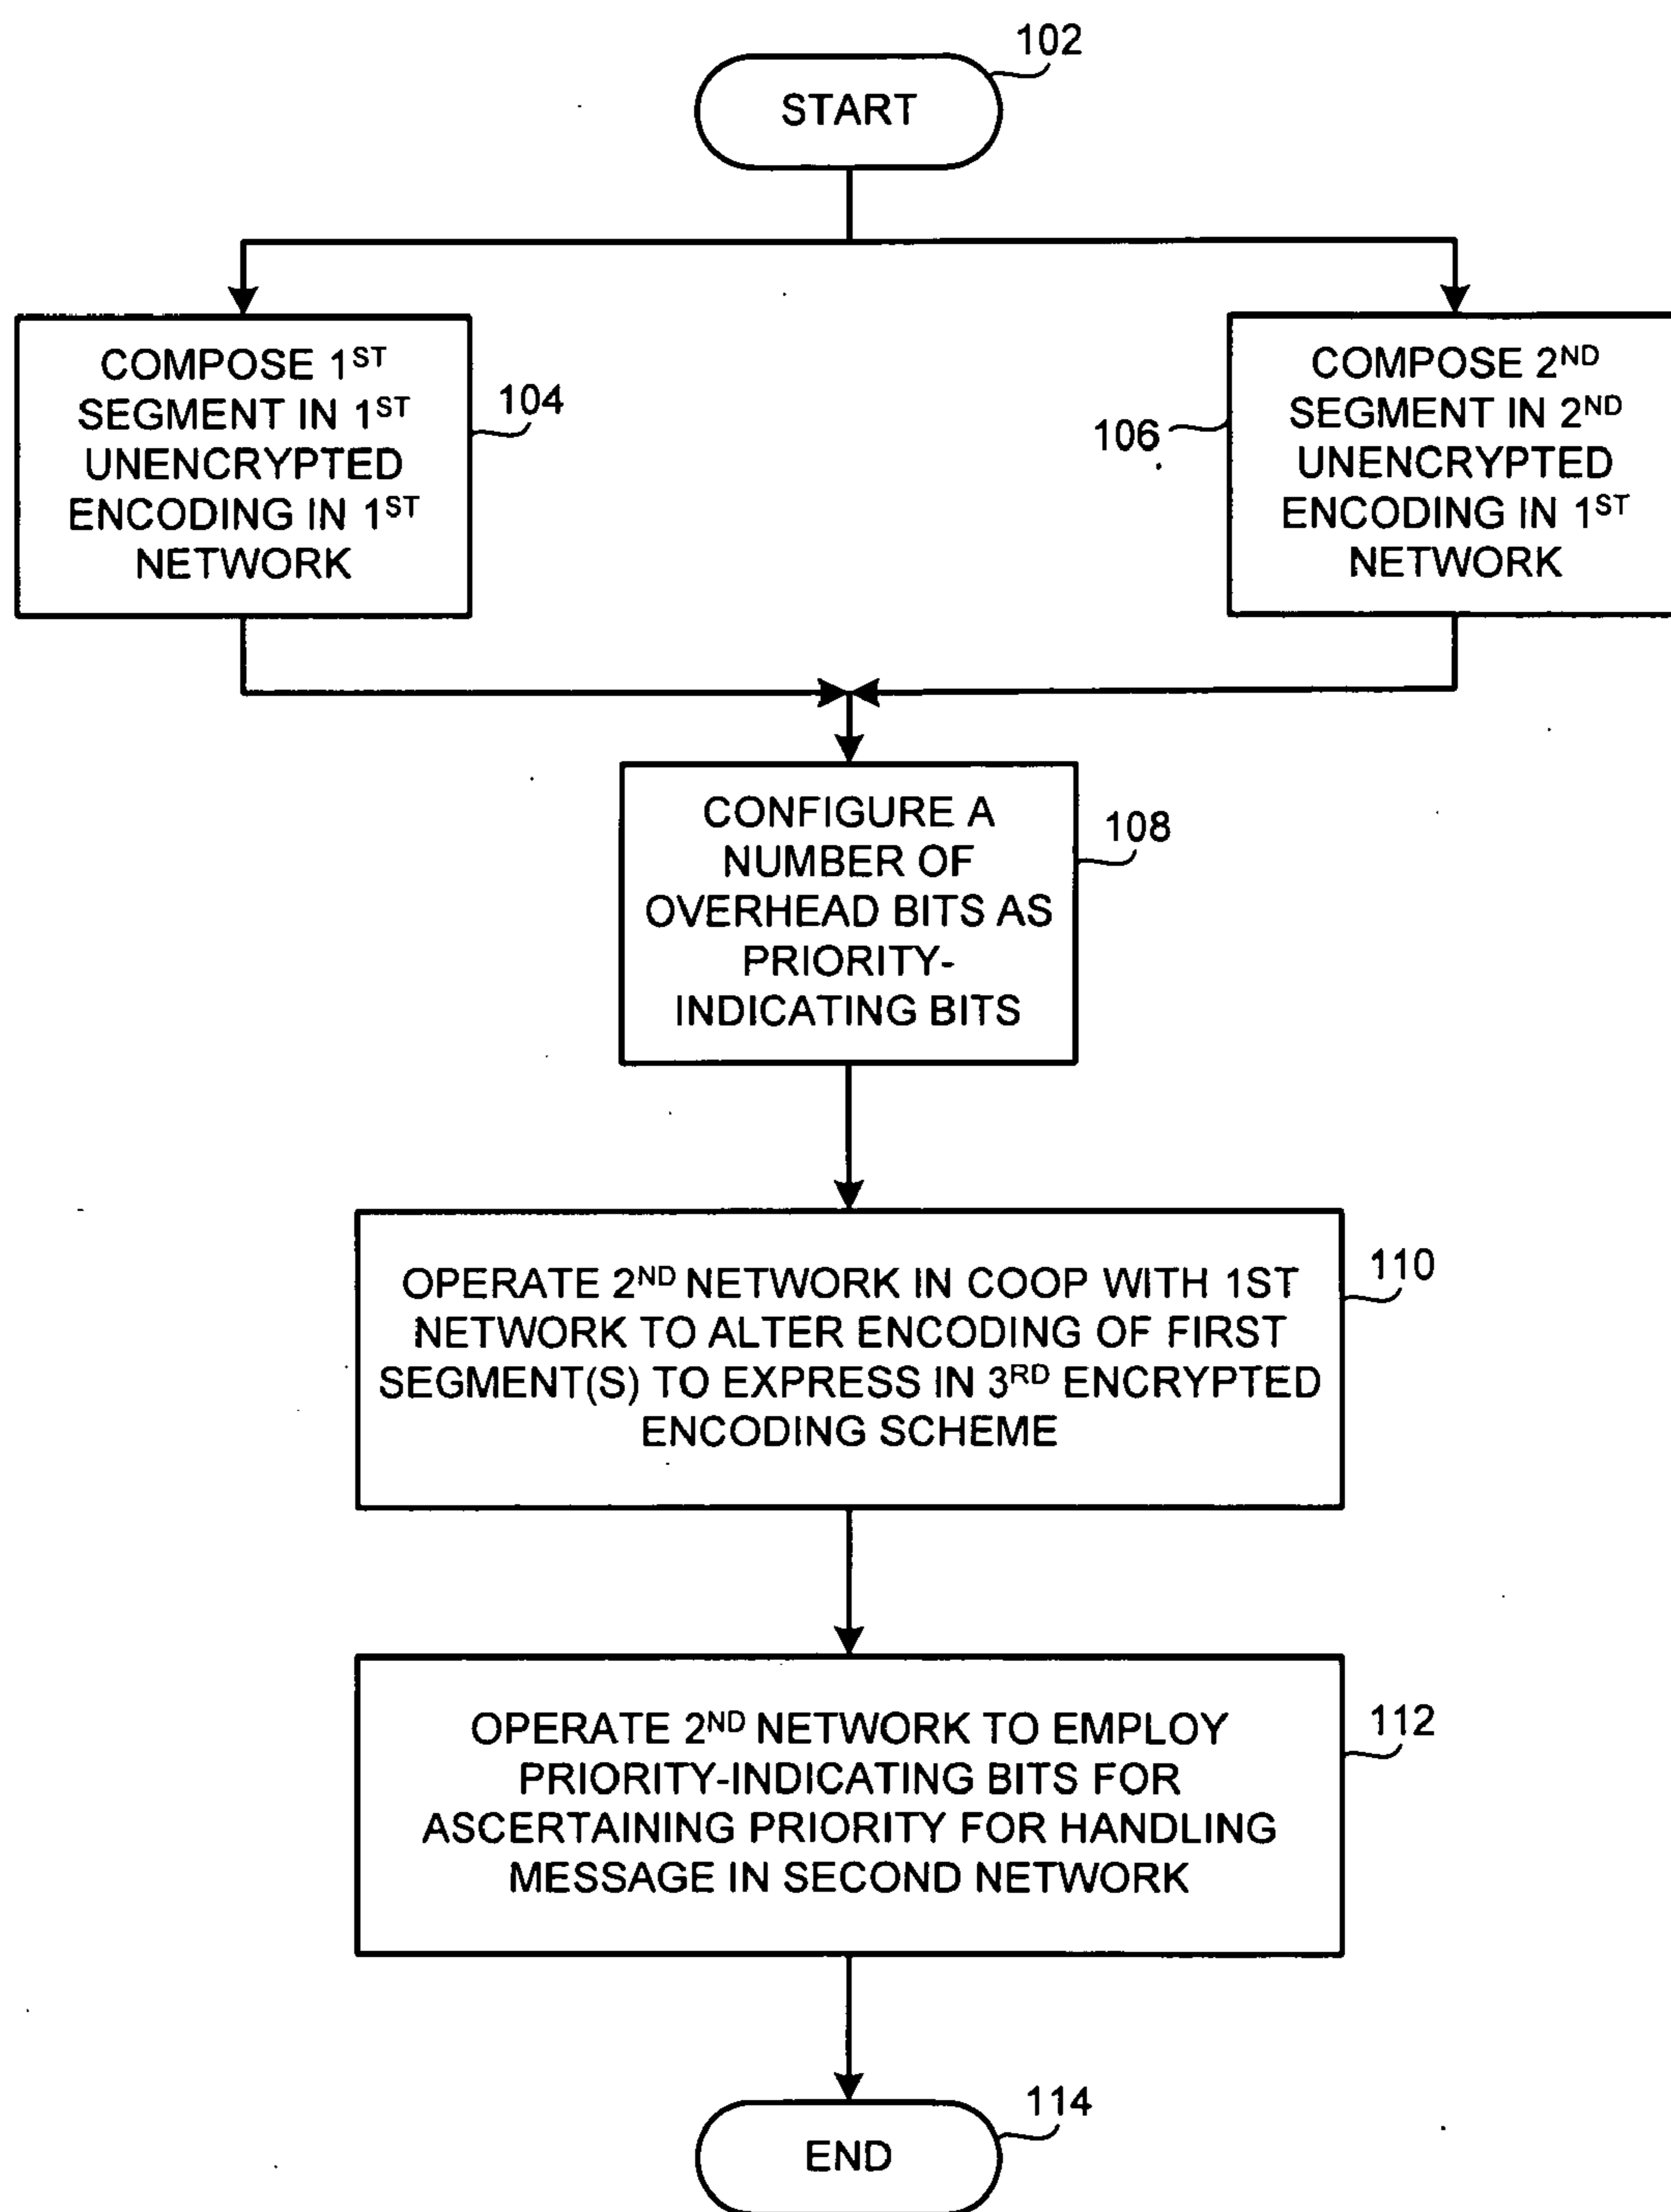 102
START
COMPOSE 1ST
SEGMENT IN 1ST
UNENCRYPTED
ENCODING IN 1ST
NETWORK
104
COMPOSE 2ND
SEGMENT IN 2ND
UNENCRYPTED
ENCODING IN 1ST
NETWORK
106
CONFIGURE A
NUMBER OF
OVERHEAD BITS AS
PRIORITY-
INDICATING BITS
108
OPERATE 2ND NETWORK IN COOP WITH 1ST
NETWORK TO ALTER ENCODING OF FIRST
SEGMENT(S) TO EXPRESS IN 3RD ENCRYPTED
ENCODING SCHEME
110
OPERATE 2ND NETWORK TO EMPLOY
PRIORITY-INDICATING BITS FOR
ASCERTAINING PRIORITY FOR HANDLING
MESSAGE IN SECOND NETWORK
112
114
END